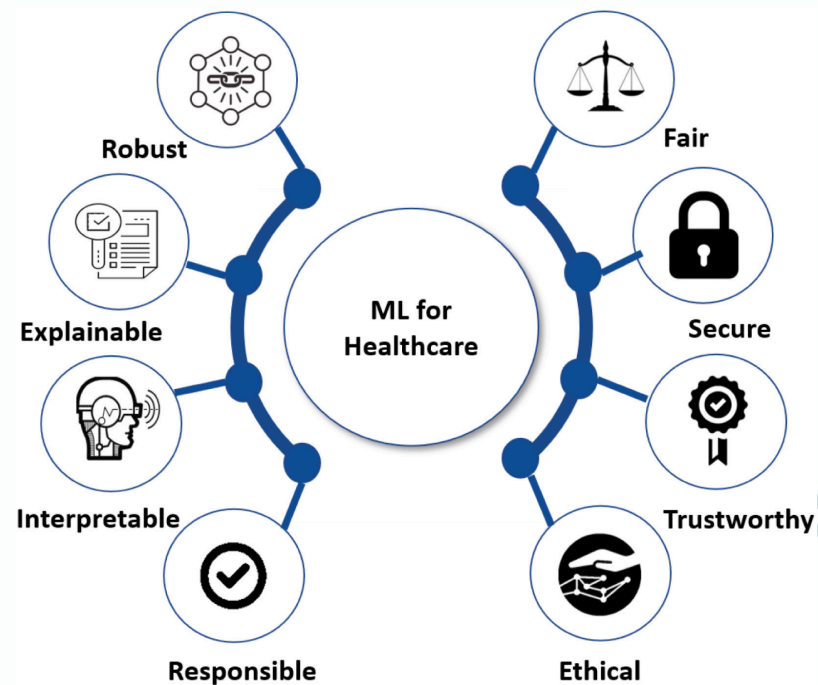 Robust
Fair
Explainable
Secure
ML for
Healthcare
Interpretable
Trustworthy
Responsible
Ethical